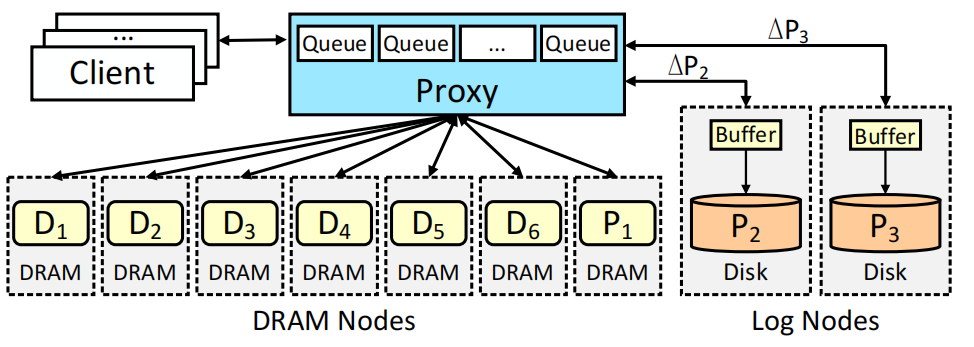 ...
Client
Queue Queue ... Queue
Proxy
ΔP3
ΔP2
Buffer Buffer
D1 D2 D3 D4 D5 D6 P1 P2 P3
DRAM DRAM DRAM DRAM DRAM DRAM DRAM Disk Disk
DRAM Nodes Log Nodes